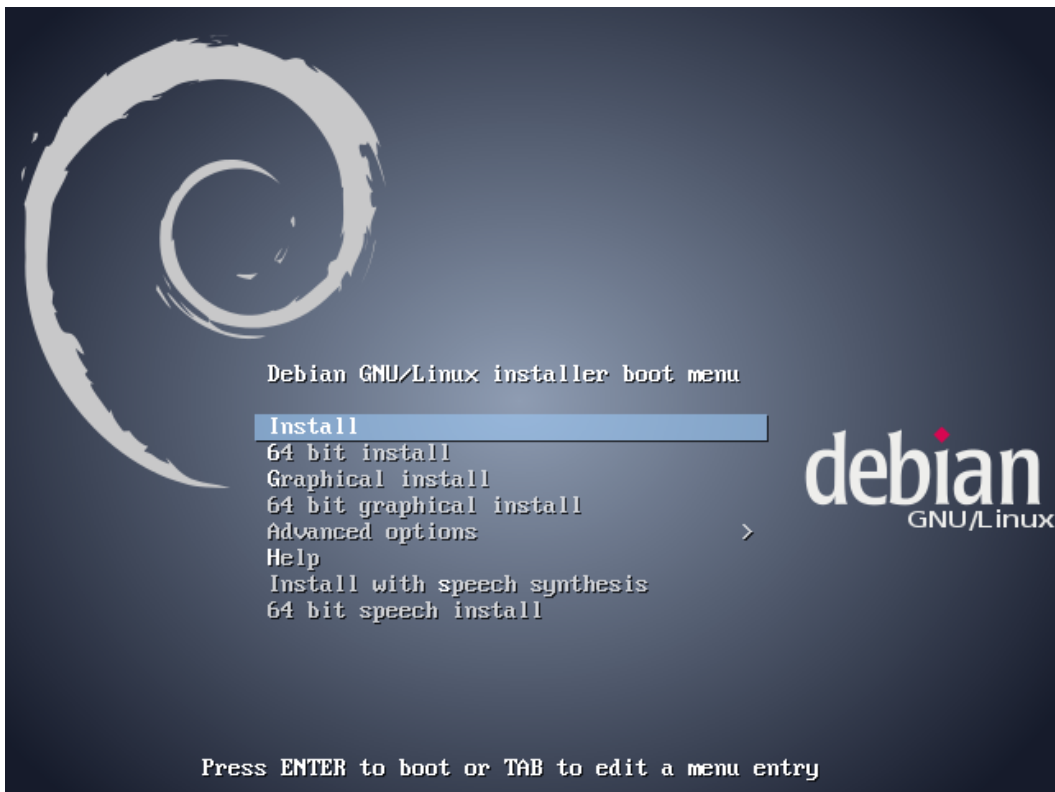 Debian GNU/Linux installer boot menu
Install
64 bit install
Graphical install
64 bit graphical install
Advanced options >
Help
Install with speech synthesis
64 bit speech install
debian
GNU/Linux
Press ENTER to boot or TAB to edit a menu entry